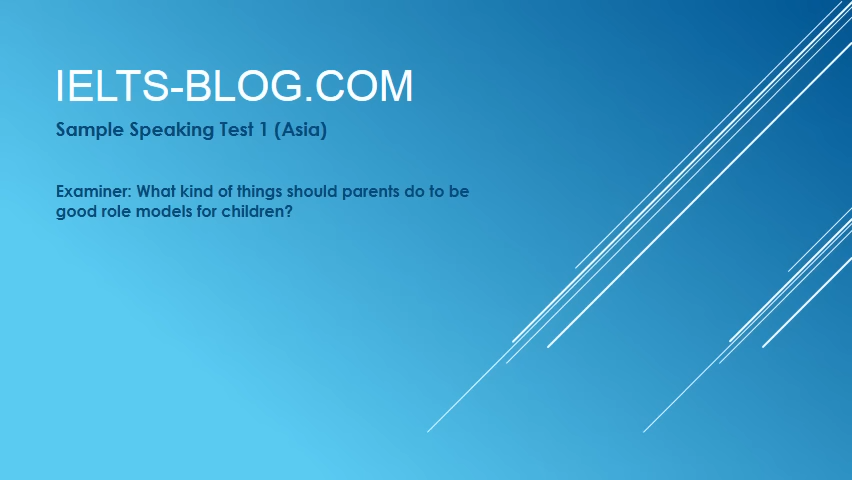 IELTS-BLOG.COM
Sample Speaking Test 1 (Asia)
Examiner: What kind of things should parents do to be
good role models for children?